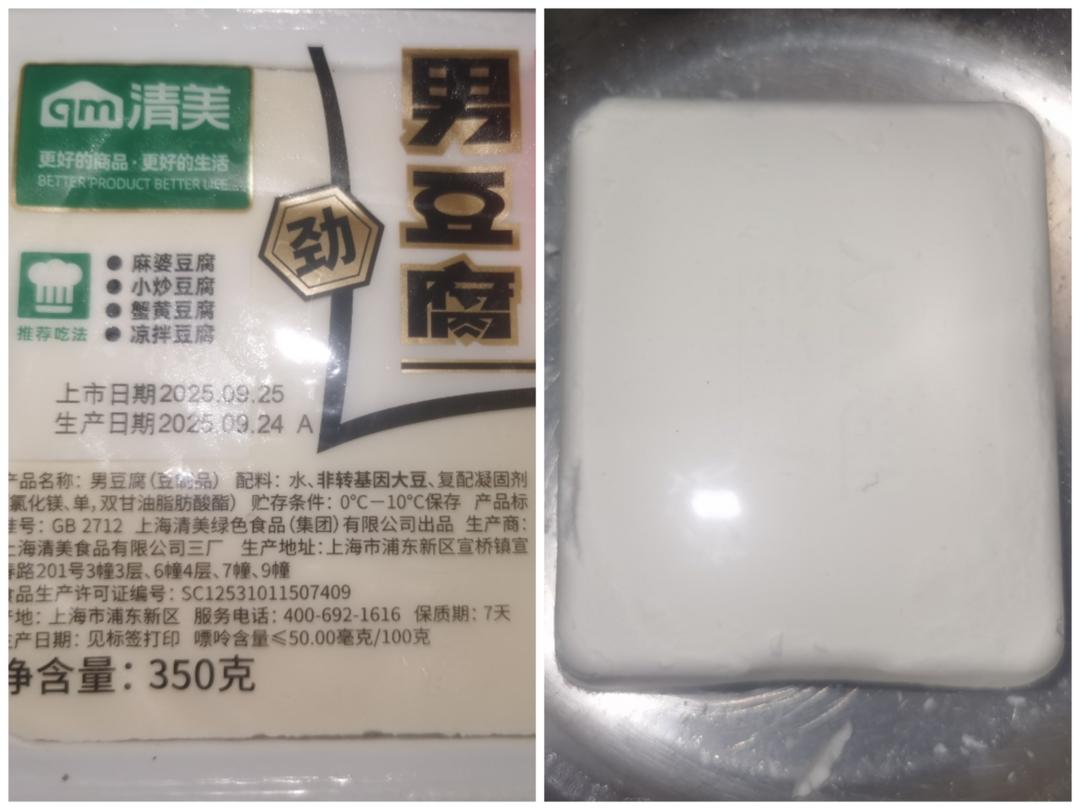 gm清美
更好的商品·更好的生活
BETTER PRODUCT BETTER LIFE
男豆腐
劲
推荐吃法
●麻婆豆腐
●小炒豆腐
●蟹黄豆腐
●凉拌豆腐
上市日期2025.09.25
生产日期2025.09.24 A
产品名称：男豆腐（豆制品） 配料：水、非转基因大豆、复配凝固剂
氯化镁、单，双甘油脂肪酸酯） 贮存条件：0℃－10℃保存 产品标
准号：GB 2712 上海清美绿色食品（集团）有限公司出品 生产商：
上海清美食品有限公司三厂 生产地址：上海市浦东新区宣桥镇宣
春路201号3幢3层、6幢4层、7幢、9幢
食品生产许可证编号：SC12531011507409
产地：上海市浦东新区 服务电话：400-692-1616 保质期：7天
生产日期：见标签打印 嘌呤含量≤50.00毫克/100克
净含量：350克